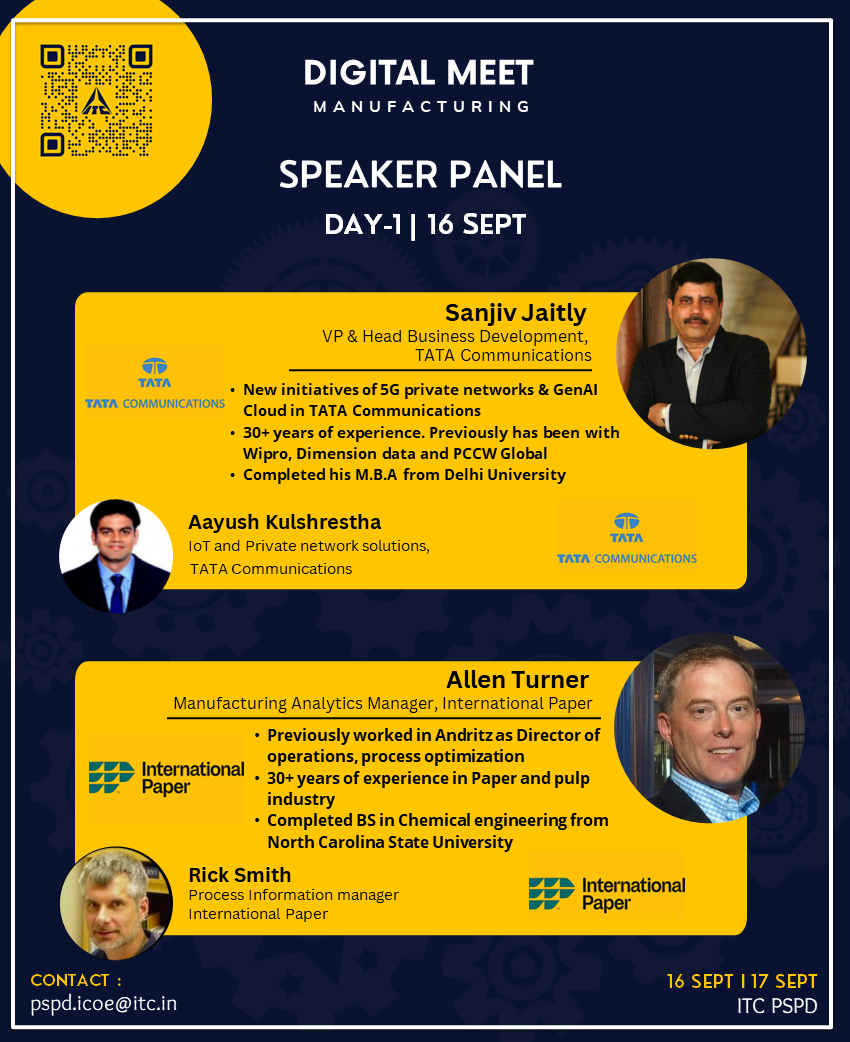 ITC
DIGITAL MEET
MANUFACTURING
SPEAKER PANEL
DAY-1 | 16 SEPT
Sanjiv Jaitly
VP & Head Business Development,
TATA Communications
TATA
TATA COMMUNICATIONS
• New initiatives of 5G private networks & GenAI
Cloud in TATA Communications
• 30+ years of experience. Previously has been with
Wipro, Dimension data and PCCW Global
• Completed his M.B.A from Delhi University
Aayush Kulshrestha
IoT and Private network solutions,
TATA Communications
TATA
TATA COMMUNICATIONS
Allen Turner
Manufacturing Analytics Manager, International Paper
International
Paper
• Previously worked in Andritz as Director of
operations, process optimization
• 30+ years of experience in Paper and pulp
industry
• Completed BS in Chemical engineering from
North Carolina State University
Rick Smith
Process Information manager
International Paper
International
Paper
CONTACT :
pspd.icoe@itc.in
16 SEPT | 17 SEPT
ITC PSPD